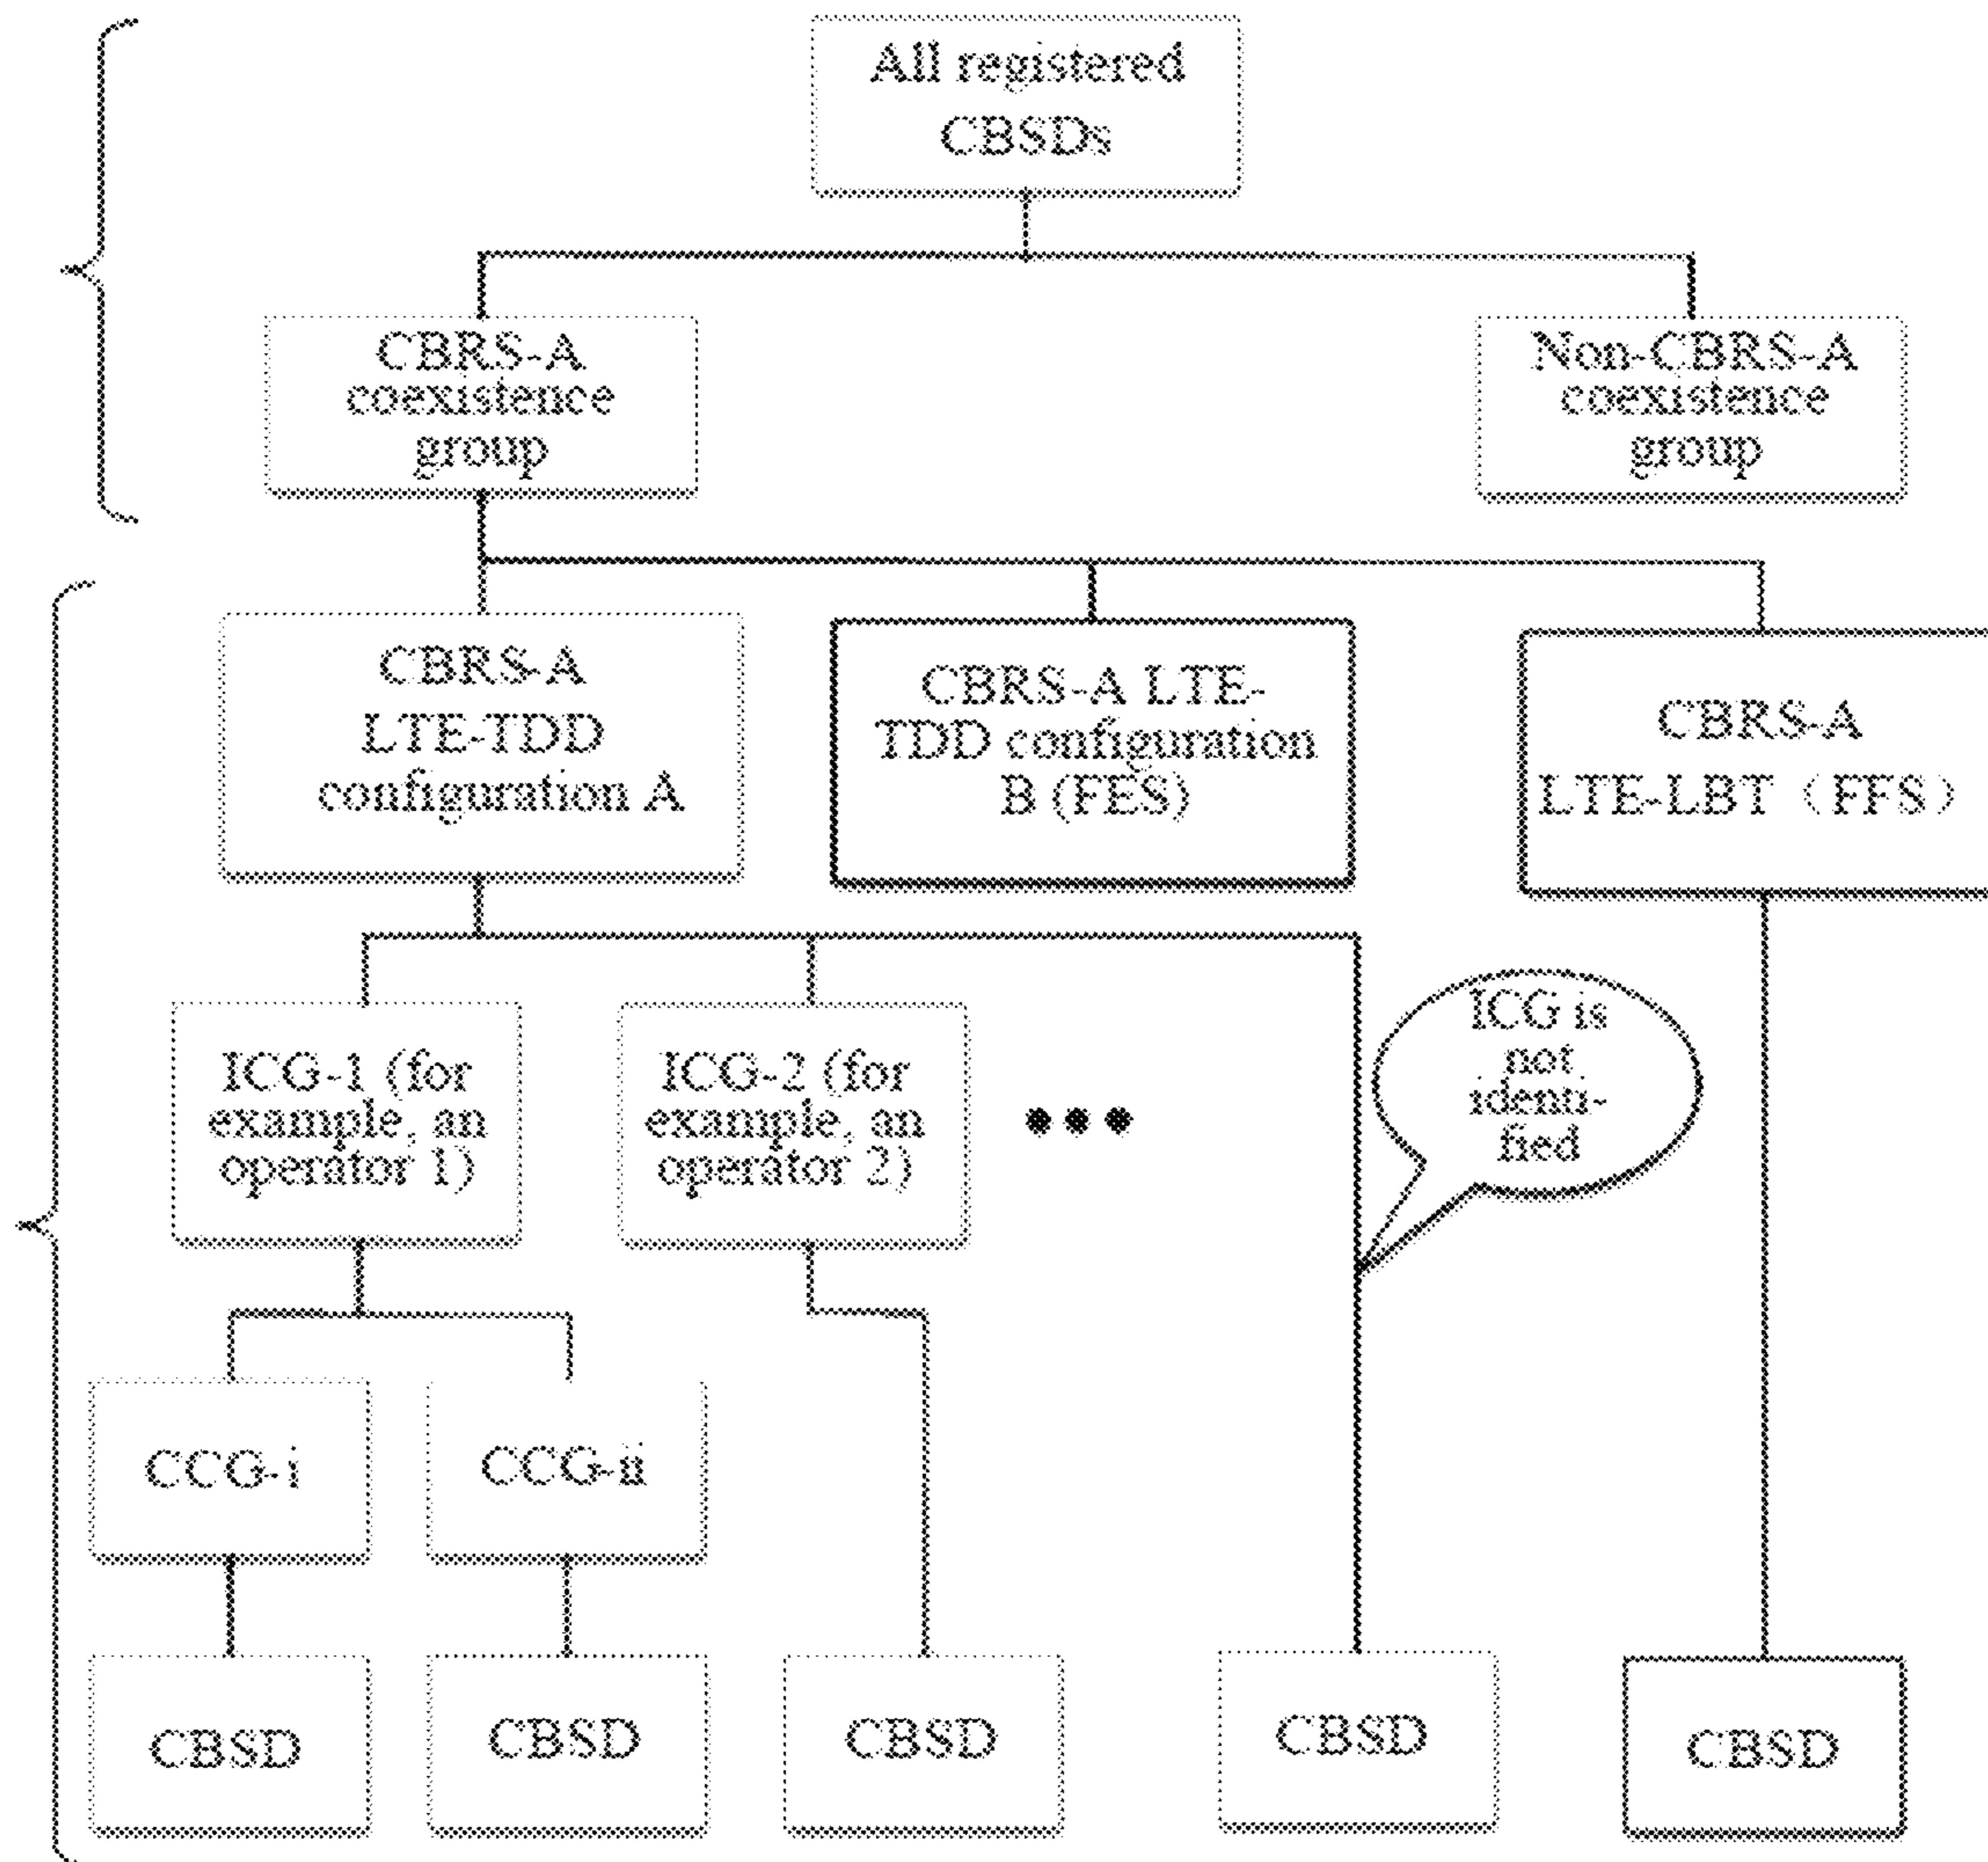 All registered
CBSDs
CBRS-A
coexistence
group
Non-CBRS-A
coexistence
group
CBRS-A
LTE-TDD
configuration A
CBRS-A LTE-
TDD configuration
B (FES)
CBRS-A
LTE-LBT（FFS）
ICG-1 (for
example, an
operator 1)
ICG-2 (for
example, an
operator 2)
ICG is
not
identi-
fied
CCG-i
CCG-ii
CBSD
CBSD
CBSD
CBSD
CBSD